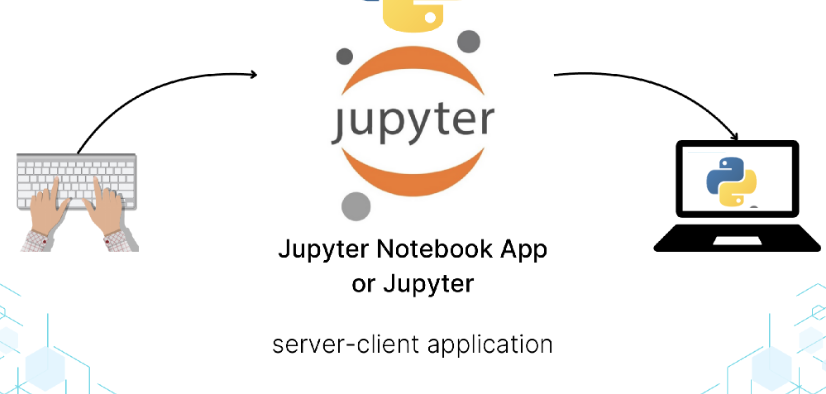 jupyter
Jupyter Notebook App
or Jupyter
server-client application